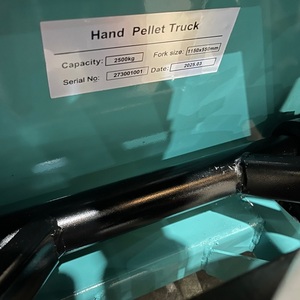 Hand Pellet Truck
Capacity: 2500kg Fork size: 1150x550mm
Serial No: 273001001 Date: 2025.03